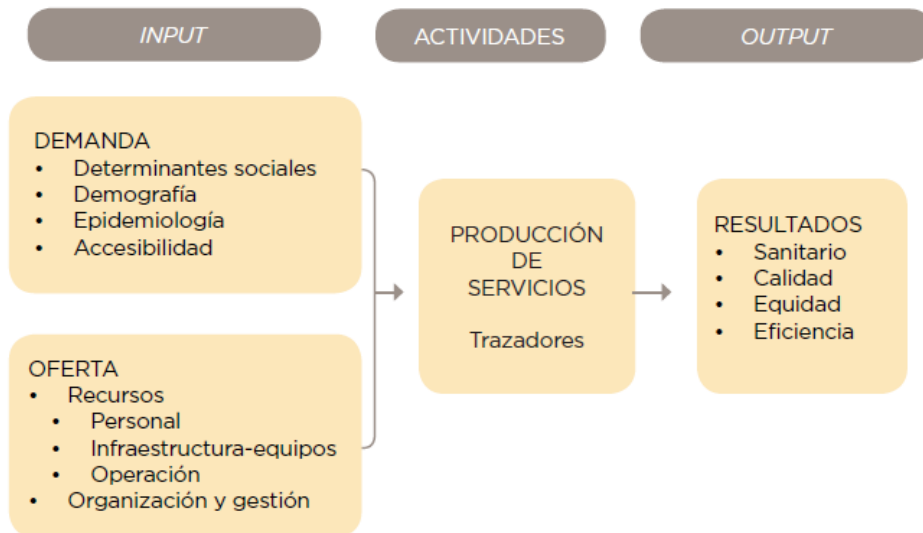 INPUT
ACTIVIDADES
OUTPUT
DEMANDA
• Determinantes sociales
• Demografía
• Epidemiología
• Accesibilidad
OFERTA
• Recursos
• Personal
• Infraestructura-equipos
• Operación
• Organización y gestión
PRODUCCIÓN
DE
SERVICIOS
Trazadores
RESULTADOS
• Sanitario
• Calidad
• Equidad
• Eficiencia